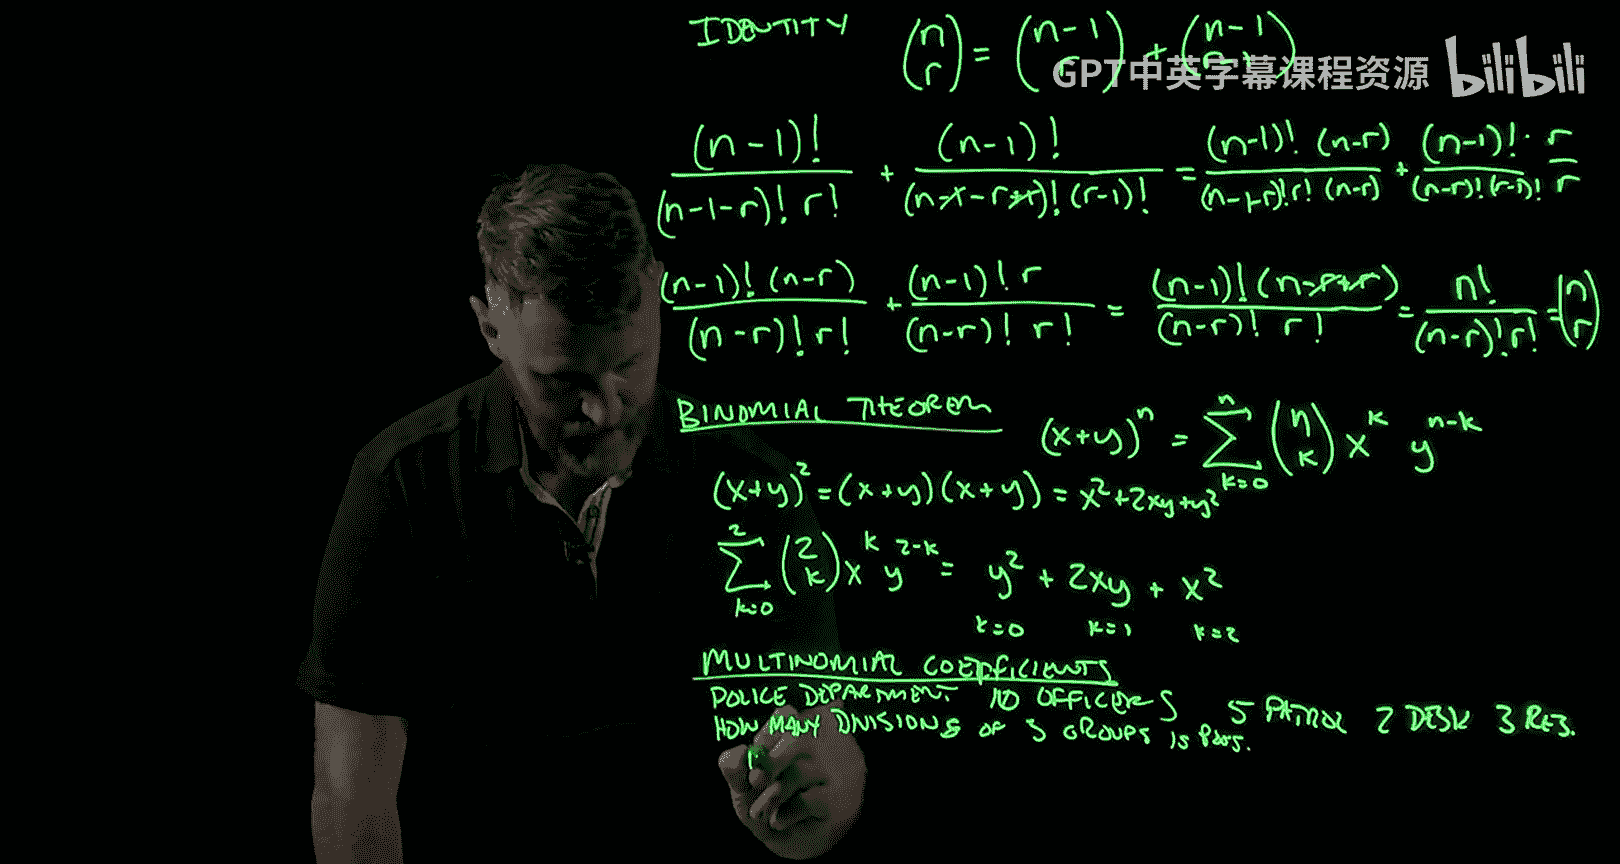 IDENTITY (n r) = (n-1 r) + (n-1 r-1)
GPT中英字幕课程资源 bilibili
(n-1)! / (n-1-r)! r! + (n-1)! / (n-1-r+1)! (r-1)! = (n-1)! (n-r) / (n-1-r)! r! (n-r) + (n-1)! · r / (n-r)! (r-1)! r
(n-1)! (n-r) / (n-r)! r! + (n-1)! r / (n-r)! r! = (n-1)! (n-r+r) / (n-r)! r! = n! / (n-r)! r! = (n r)
BINOMIAL THEOREM (x+y)^n = ∑_{k=0}^{n} (n k) x^k y^{n-k}
(x+y)^2 = (x+y)(x+y) = x^2+2xy+y^2
∑_{k=0}^{2} (2 k) x^k y^{2-k} = y^2 + 2xy + x^2
k=0 k=1 k=2
MULTINOMIAL COEFFICIENTS
POLICE DEPARTMENT 10 OFFICERS 5 PATROL 2 DESK 3 RES.
HOW MANY DIVISIONS OF 3 GROUPS IS POSS.